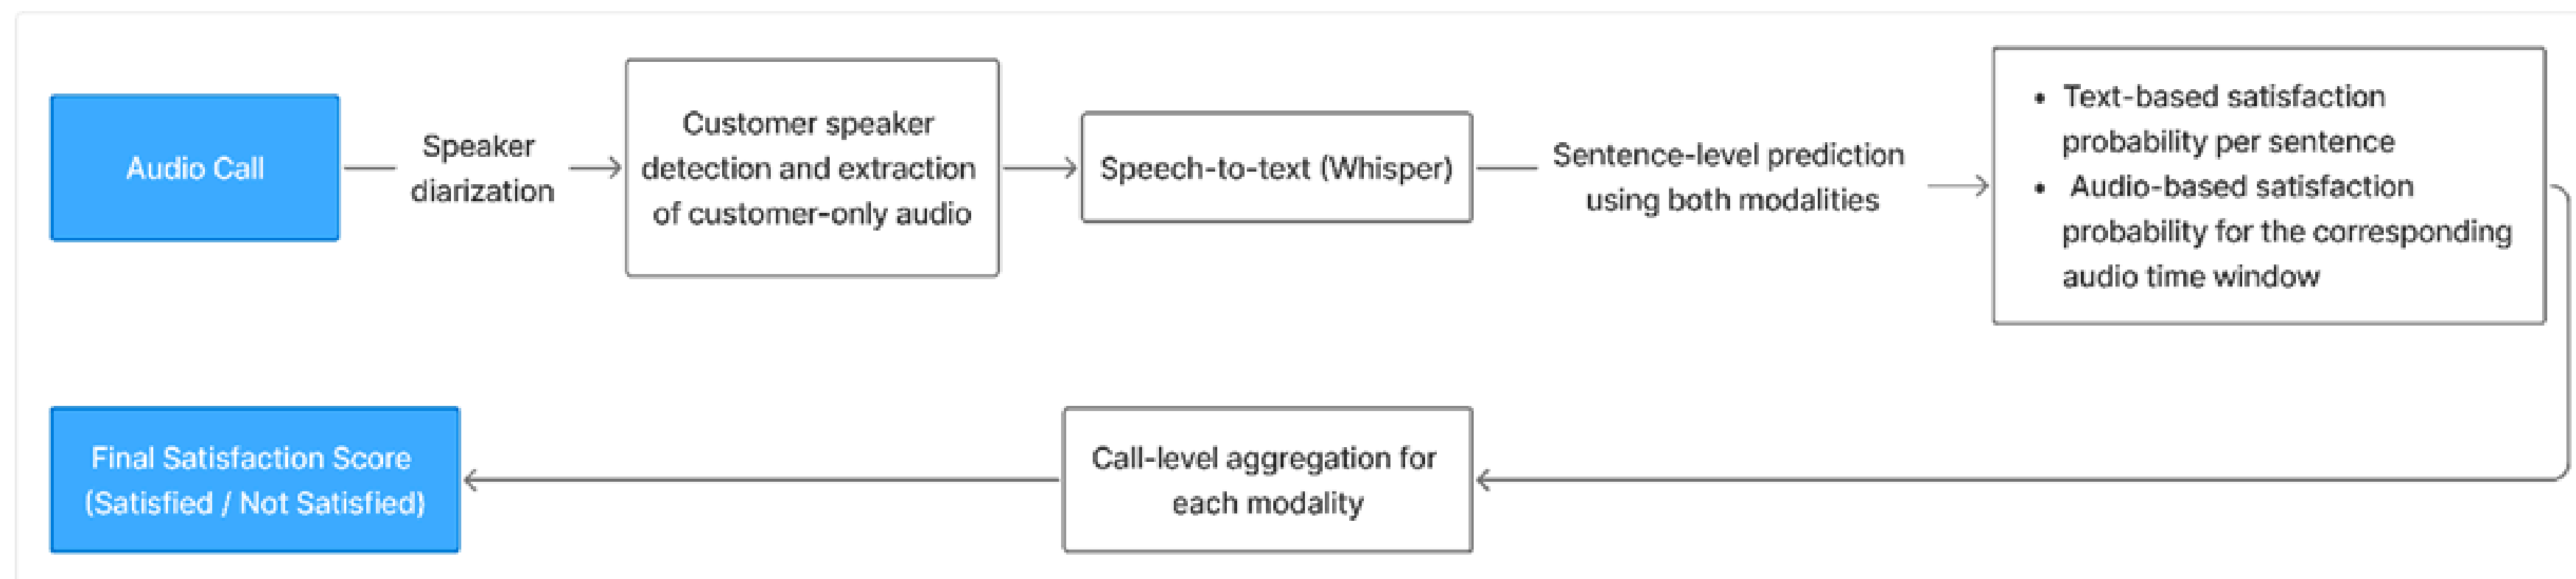 Audio Call
Speaker
diarization
Customer speaker
detection and extraction
of customer-only audio
Speech-to-text (Whisper)
Sentence-level prediction
using both modalities
• Text-based satisfaction
probability per sentence
• Audio-based satisfaction
probability for the corresponding
audio time window
Call-level aggregation for
each modality
Final Satisfaction Score
(Satisfied / Not Satisfied)